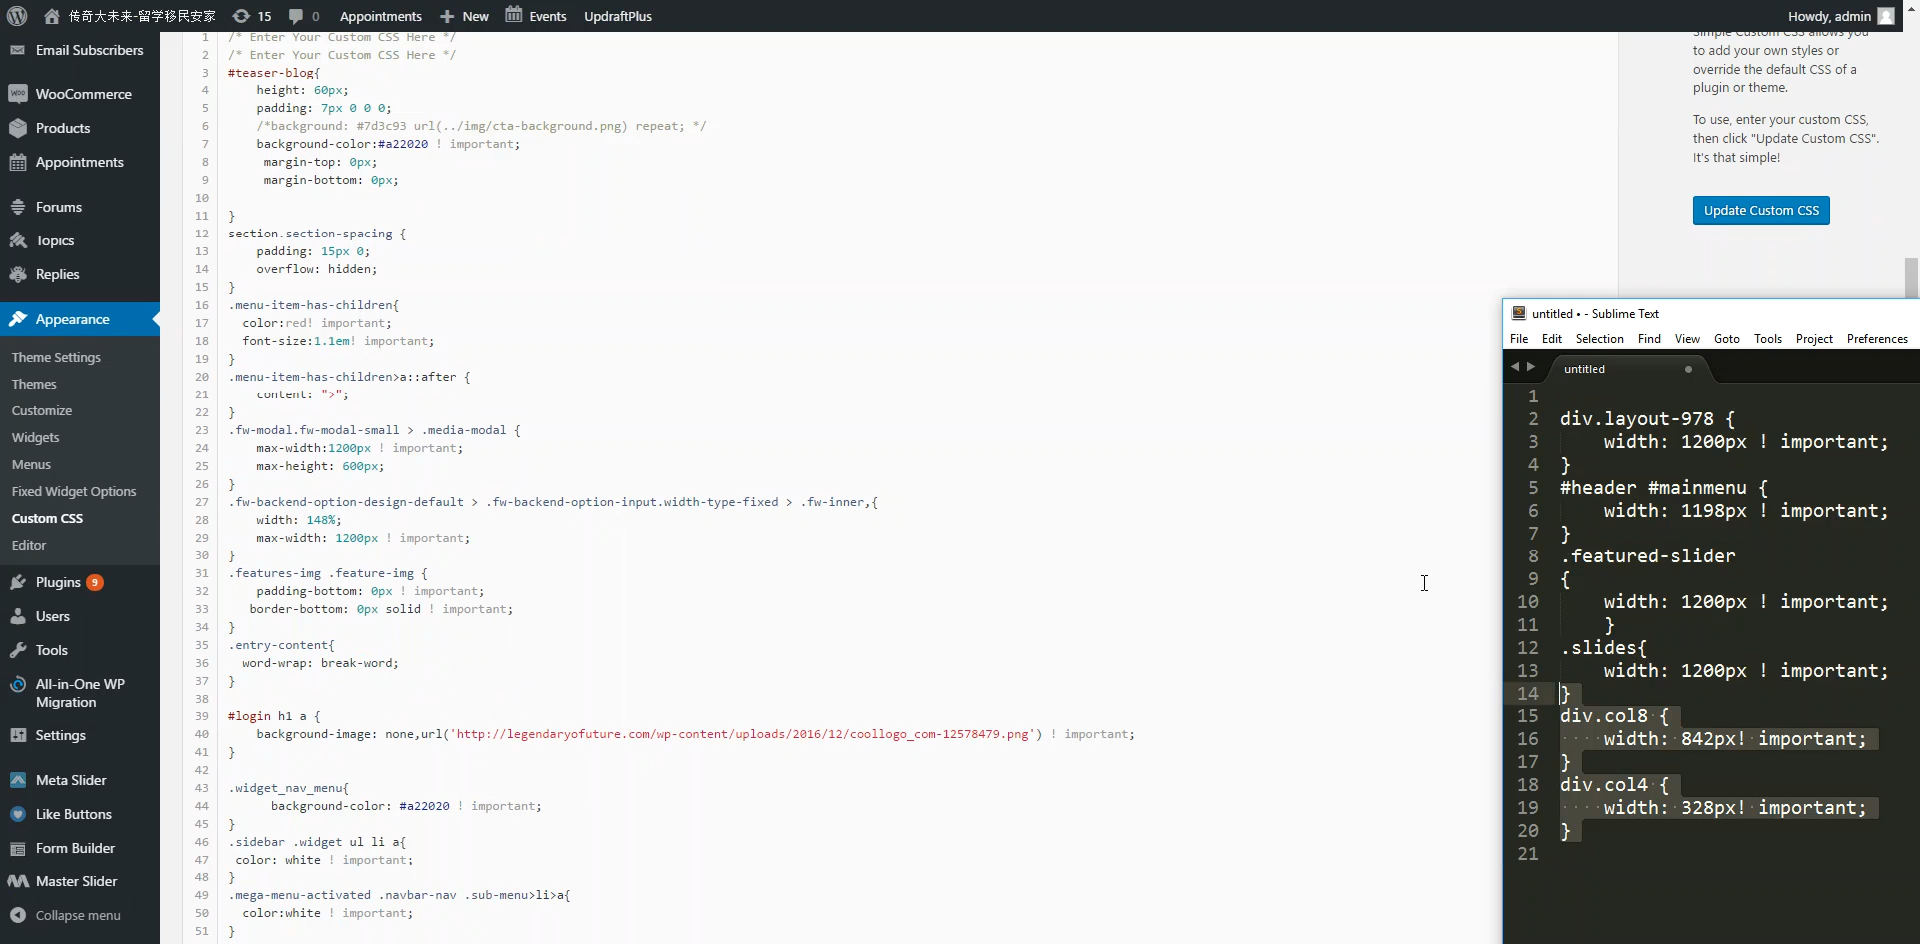 传奇大未来-留学移民安家 15 0 Appointments New Events UpdraftPlus Howdy, admin
Email Subscribers
WooCommerce
Products
Appointments
Forums
Topics
Replies
Appearance
Theme Settings
Themes
Customize
Widgets
Menus
Fixed Widget Options
Custom CSS
Editor
Plugins 9
Users
Tools
All-in-One WP
Migration
Settings
Meta Slider
Like Buttons
Form Builder
Master Slider
Collapse menu
1 /* Enter Your Custom CSS Here */
2 /* Enter Your Custom CSS Here */
3 #teaser-blog{
4 height: 60px;
5 padding: 7px 0 0 0;
6 /*background: #7d3c93 url(../img/cta-background.png) repeat; */
7 background-color:#a22020 ! important;
8 margin-top: 0px;
9 margin-bottom: 0px;
10
11 }
12 section.section-spacing {
13 padding: 15px 0;
14 overflow: hidden;
15 }
16 .menu-item-has-children{
17 color:red! important;
18 font-size:1.1em! important;
19 }
20 .menu-item-has-children>a::after {
21 content: ">";
22 }
23 .fw-modal.fw-modal-small > .media-modal {
24 max-width:1200px ! important;
25 max-height: 600px;
26 }
27 .fw-backend-option-design-default > .fw-backend-option-input.width-type-fixed > .fw-inner,{
28 width: 148%;
29 max-width: 1200px ! important;
30 }
31 .features-img .feature-img {
32 padding-bottom: 0px ! important;
33 border-bottom: 0px solid ! important;
34 }
35 .entry-content{
36 word-wrap: break-word;
37 }
38
39 #login h1 a {
40 background-image: none,url('http://legendaryofuture.com/wp-content/uploads/2016/12/coollogo_com-12578479.png') ! important;
41 }
42
43 .widget_nav_menu{
44 background-color: #a22020 ! important;
45 }
46 .sidebar .widget ul li a{
47 color: white ! important;
48 }
49 .mega-menu-activated .navbar-nav .sub-menu>li>a{
50 color:white ! important;
51 }
Simple Custom CSS allows you
to add your own styles or
override the default CSS of a
plugin or theme.
To use, enter your custom CSS,
then click "Update Custom CSS".
It's that simple!
Update Custom CSS
untitled • - Sublime Text
File Edit Selection Find View Goto Tools Project Preferences
untitled
1
2 div.layout-978 {
3 width: 1200px ! important;
4 }
5 #header #mainmenu {
6 width: 1198px ! important;
7 }
8 .featured-slider
9 {
10 width: 1200px ! important;
11 }
12 .slides{
13 width: 1200px ! important;
14 }
15 div.col8 {
16 width: 842px! important;
17 }
18 div.col4 {
19 width: 328px! important;
20 }
21